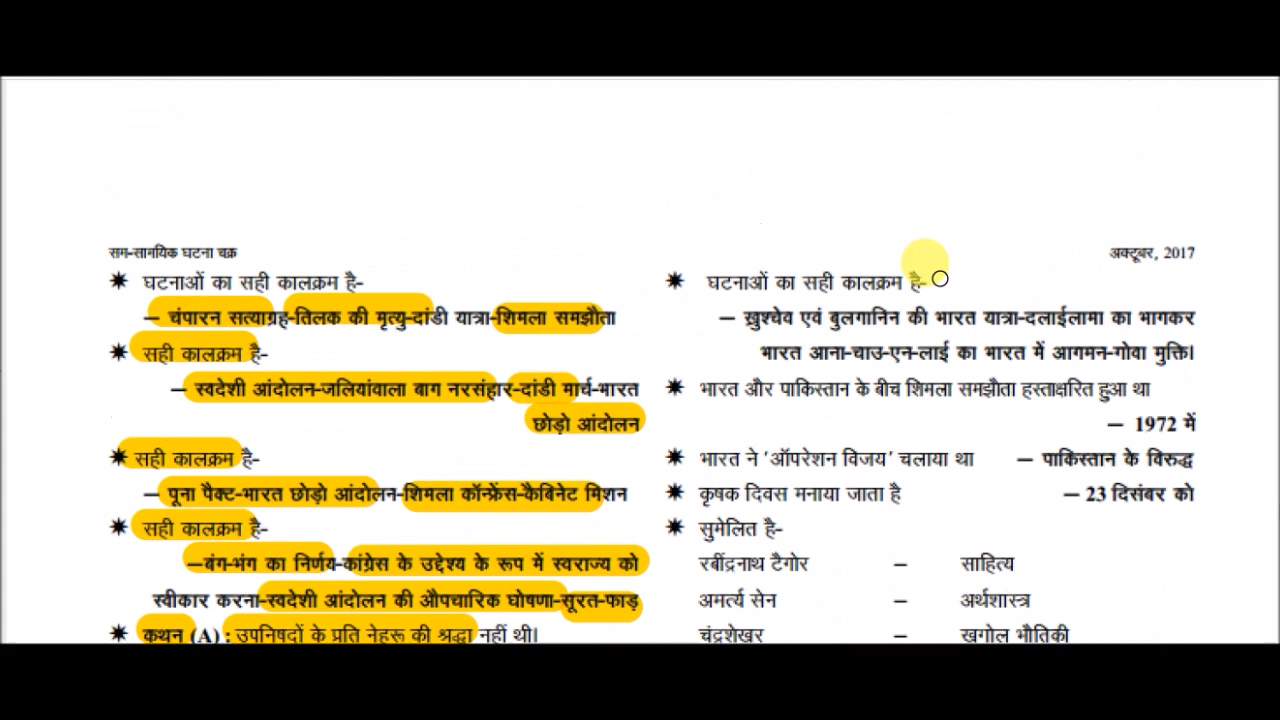 सम-सामयिक घटना चक्र
अक्टूबर, 2017
✷ घटनाओं का सही कालक्रम है-
– चंपारन सत्याग्रह-तिलक की मृत्यु-दांडी यात्रा-शिमला समझौता
✷ सही कालक्रम है-
– स्वदेशी आंदोलन-जलियांवाला बाग नरसंहार-दांडी मार्च-भारत
छोड़ो आंदोलन
✷ सही कालक्रम है-
– पूना पैक्ट-भारत छोड़ो आंदोलन-शिमला कॉन्फ्रेंस-कैबिनेट मिशन
✷ सही कालक्रम है-
–बंग-भंग का निर्णय-कांग्रेस के उद्देश्य के रूप में स्वराज्य को
स्वीकार करना-स्वदेशी आंदोलन की औपचारिक घोषणा-सूरत-फाड़
✷ कथन (A) : उपनिषदों के प्रति नेहरू की श्रद्धा नहीं थी।
✷ घटनाओं का सही कालक्रम है-
– ख्रुश्चेव एवं बुलगानिन की भारत यात्रा-दलाईलामा का भागकर
भारत आना-चाउ-एन-लाई का भारत में आगमन-गोवा मुक्ति।
✷ भारत और पाकिस्तान के बीच शिमला समझौता हस्ताक्षरित हुआ था
– 1972 में
✷ भारत ने 'ऑपरेशन विजय' चलाया था – पाकिस्तान के विरुद्ध
✷ कृषक दिवस मनाया जाता है – 23 दिसंबर को
✷ सुमेलित है-
रबींद्रनाथ टैगोर – साहित्य
अमर्त्य सेन – अर्थशास्त्र
चंद्रशेखर – खगोल भौतिकी